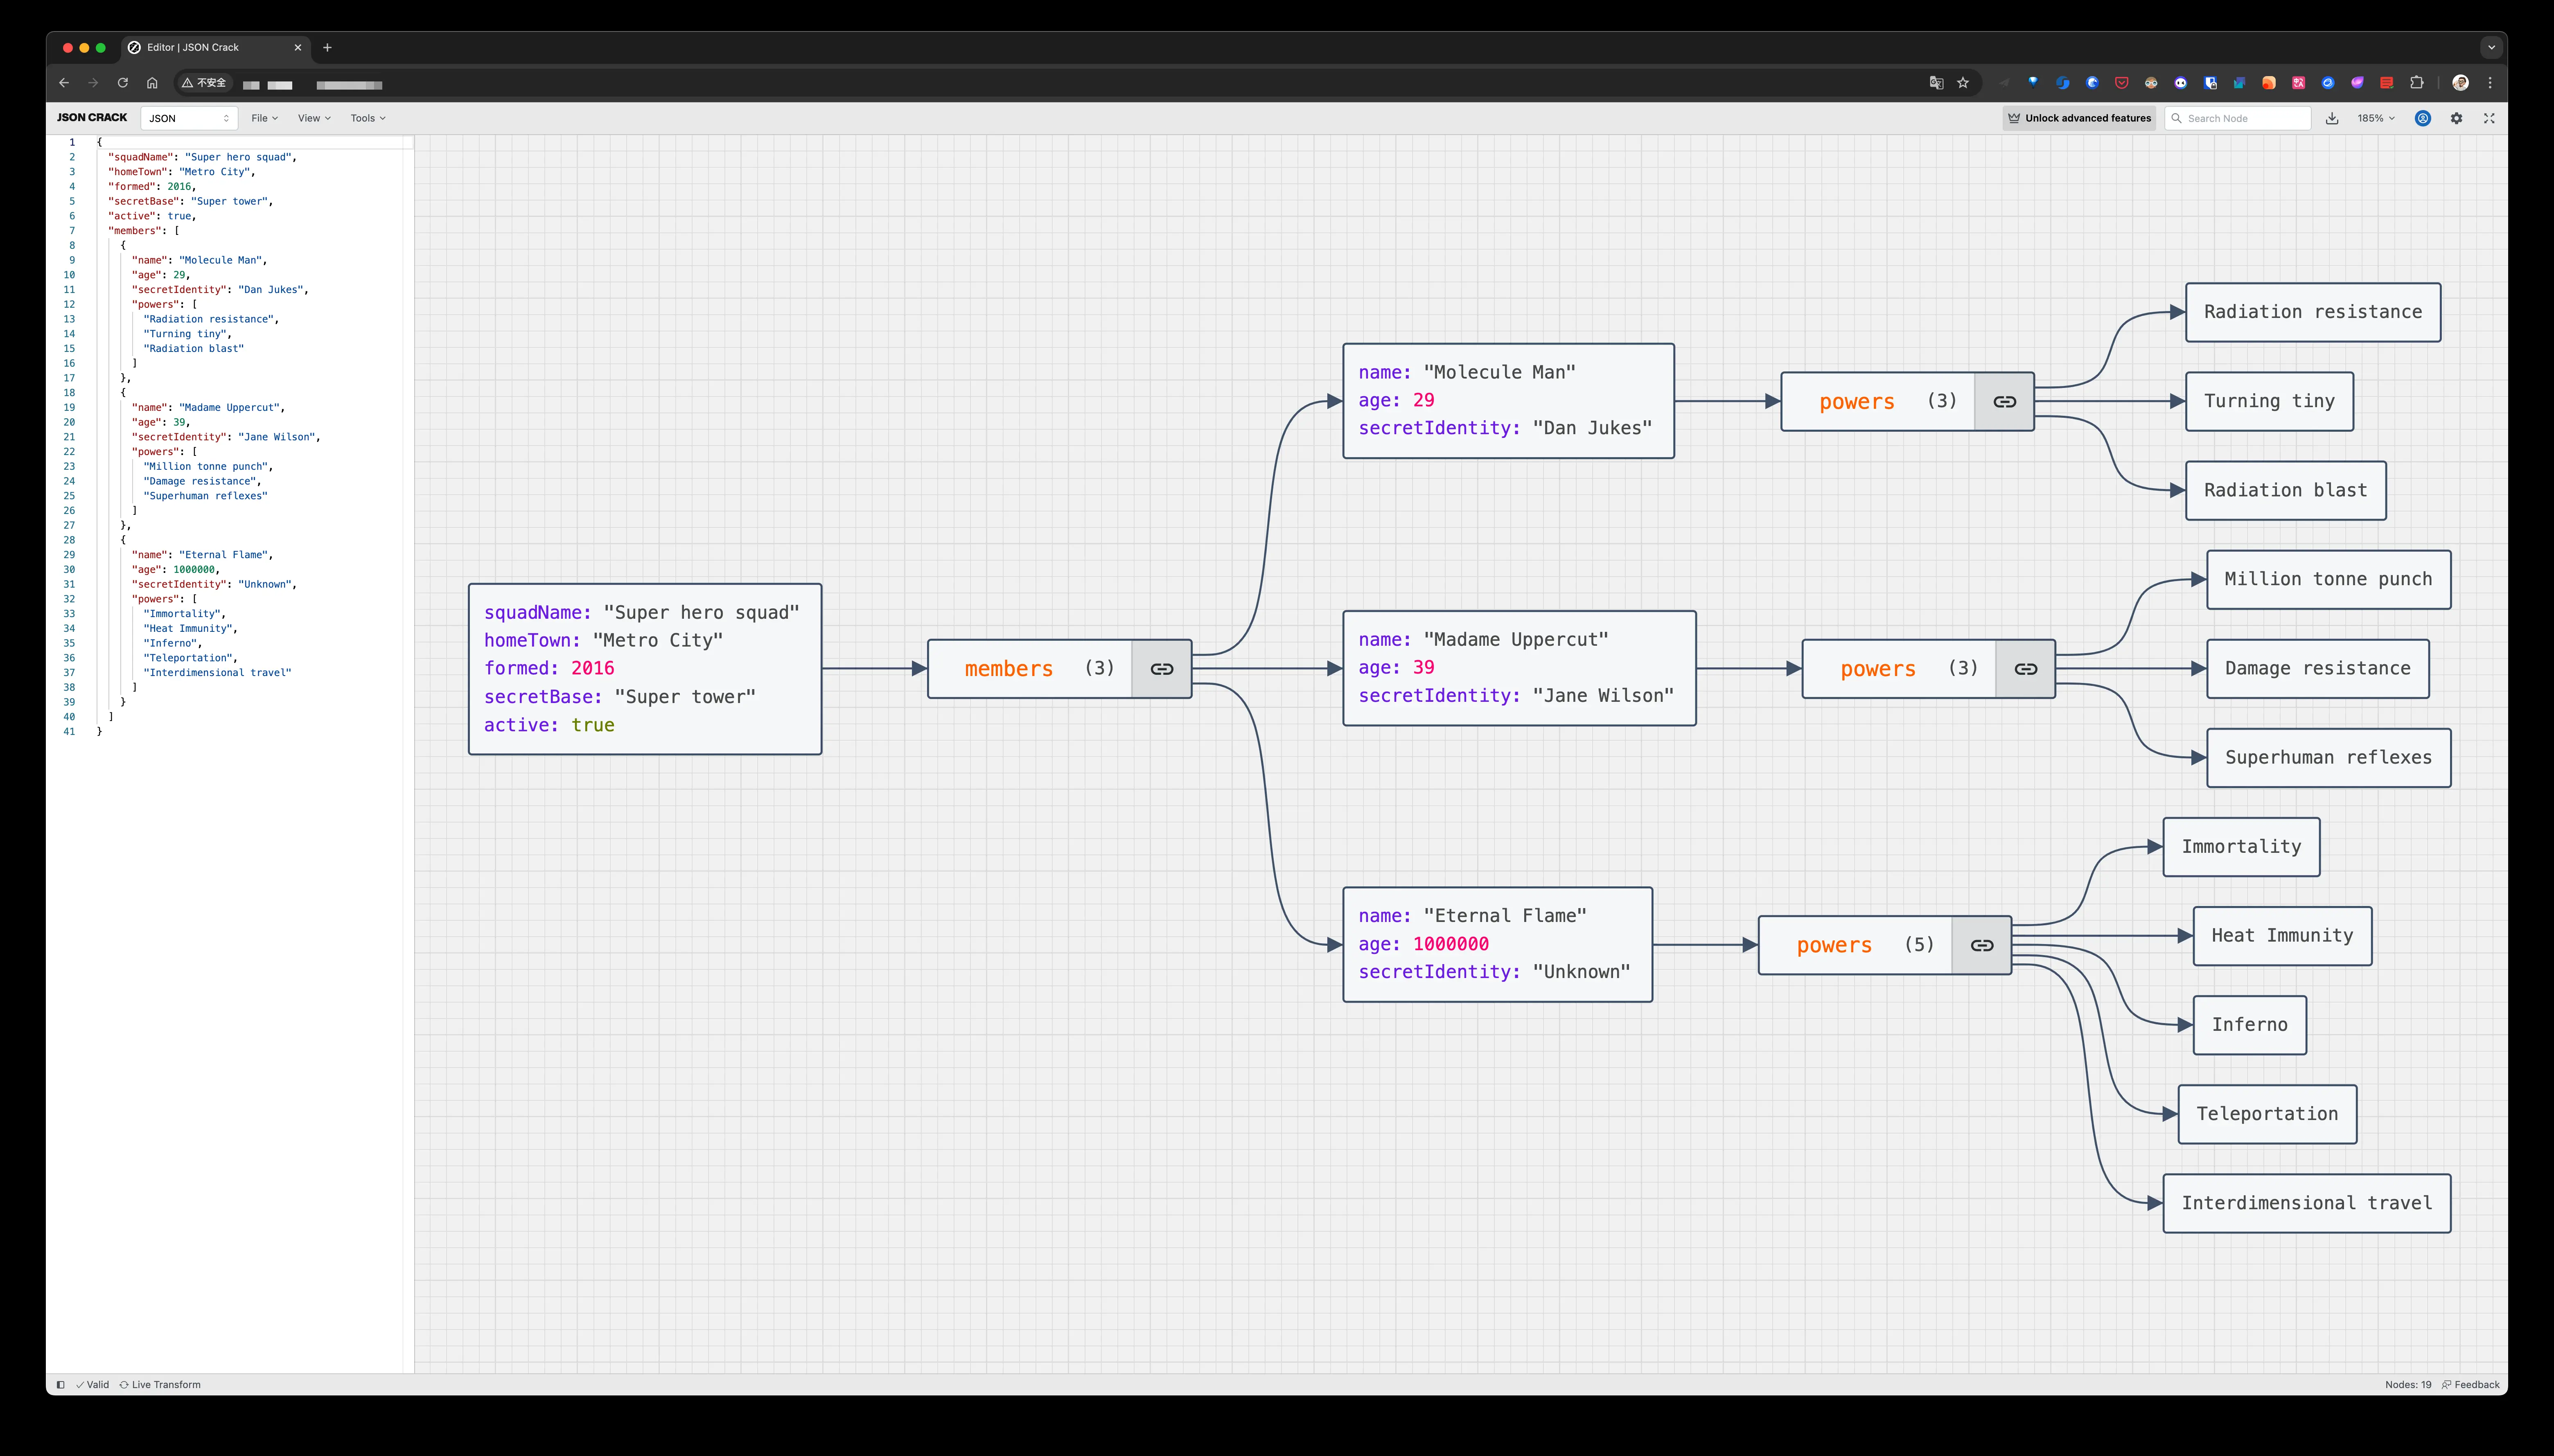 Editor | JSON Crack
不安全
JSON CRACK
JSON
File
View
Tools
Unlock advanced features
Search Node
185%
1 {
2 "squadName": "Super hero squad",
3 "homeTown": "Metro City",
4 "formed": 2016,
5 "secretBase": "Super tower",
6 "active": true,
7 "members": [
8 {
9 "name": "Molecule Man",
10 "age": 29,
11 "secretIdentity": "Dan Jukes",
12 "powers": [
13 "Radiation resistance",
14 "Turning tiny",
15 "Radiation blast"
16 ]
17 },
18 {
19 "name": "Madame Uppercut",
20 "age": 39,
21 "secretIdentity": "Jane Wilson",
22 "powers": [
23 "Million tonne punch",
24 "Damage resistance",
25 "Superhuman reflexes"
26 ]
27 },
28 {
29 "name": "Eternal Flame",
30 "age": 1000000,
31 "secretIdentity": "Unknown",
32 "powers": [
33 "Immortality",
34 "Heat Immunity",
35 "Inferno",
36 "Teleportation",
37 "Interdimensional travel"
38 ]
39 }
40 ]
41 }
squadName: "Super hero squad"
homeTown: "Metro City"
formed: 2016
secretBase: "Super tower"
active: true
members (3)
name: "Molecule Man"
age: 29
secretIdentity: "Dan Jukes"
powers (3)
Radiation resistance
Turning tiny
Radiation blast
name: "Madame Uppercut"
age: 39
secretIdentity: "Jane Wilson"
powers (3)
Million tonne punch
Damage resistance
Superhuman reflexes
name: "Eternal Flame"
age: 1000000
secretIdentity: "Unknown"
powers (5)
Immortality
Heat Immunity
Inferno
Teleportation
Interdimensional travel
Valid
Live Transform
Nodes: 19
Feedback